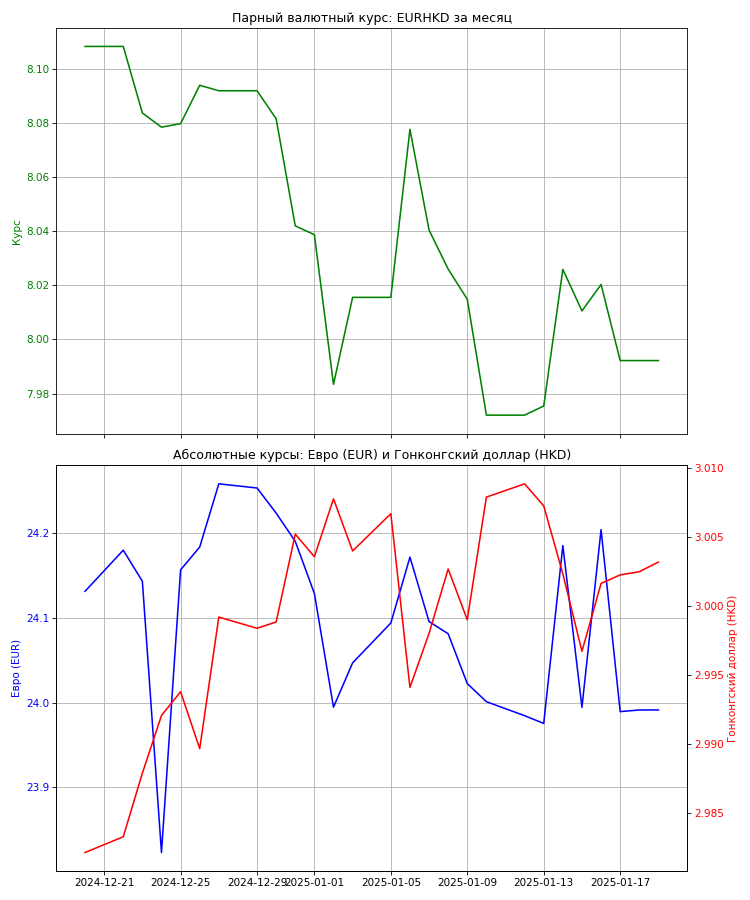 Парный валютный курс: EURHKD за месяц
8.10
8.08
8.06
8.04
8.02
8.00
7.98
Курс
Абсолютные курсы: Евро (EUR) и Гонконгский доллар (HKD)
24.2
24.1
24.0
23.9
Евро (EUR)
3.010
3.005
3.000
2.995
2.990
2.985
Гонконгский доллар (HKD)
2024-12-21 2024-12-25 2024-12-29 2025-01-01 2025-01-05 2025-01-09 2025-01-13 2025-01-17